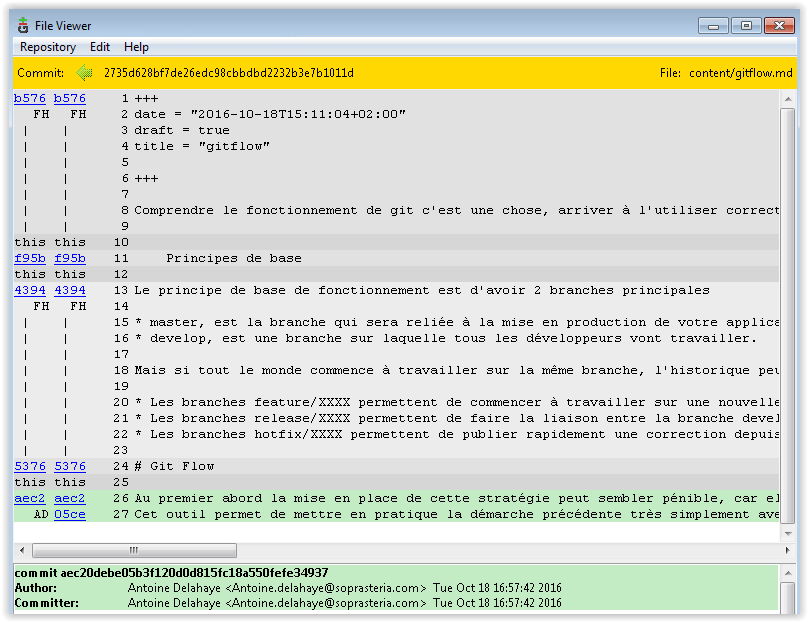 File Viewer
Repository Edit Help
Commit: 2735d628bf7de26edc98cbbdbd2232b3e7b1011d File: content/gitflow.md
b576 b576 1 +++
FH FH 2 date = "2016-10-18T15:11:04+02:00"
| | 3 draft = true
| | 4 title = "gitflow"
| | 5
| | 6 +++
| | 7
| | 8 Comprendre le fonctionnement de git c'est une chose, arriver à l'utiliser correct
| | 9
this this 10
f95b f95b 11 Principes de base
this this 12
4394 4394 13 Le principe de base de fonctionnement est d'avoir 2 branches principales
FH FH 14
| | 15 * master, est la branche qui sera reliée à la mise en production de votre applica
| | 16 * develop, est une branche sur laquelle tous les développeurs vont travailler.
| | 17
| | 18 Mais si tout le monde commence à travailler sur la même branche, l'historique peu
| | 19
| | 20 * Les branches feature/XXXX permettent de commencer à travailler sur une nouvelle
| | 21 * Les branches release/XXXX permettent de faire la liaison entre la branche devel
| | 22 * Les branches hotfix/XXXX permettent de publier rapidement une correction depuis
| | 23
5376 5376 24 # Git Flow
this this 25
aec2 aec2 26 Au premier abord la mise en place de cette stratégie peut sembler pénible, car el
AD 05ce 27 Cet outil permet de mettre en pratique la démarche précédente très simplement ave
commit aec20debe05b3f120d0d815fc18a550fefe34937
Author: Antoine Delahaye <Antoine.delahaye@soprasteria.com> Tue Oct 18 16:57:42 2016
Committer: Antoine Delahaye <Antoine.delahaye@soprasteria.com> Tue Oct 18 16:57:42 2016